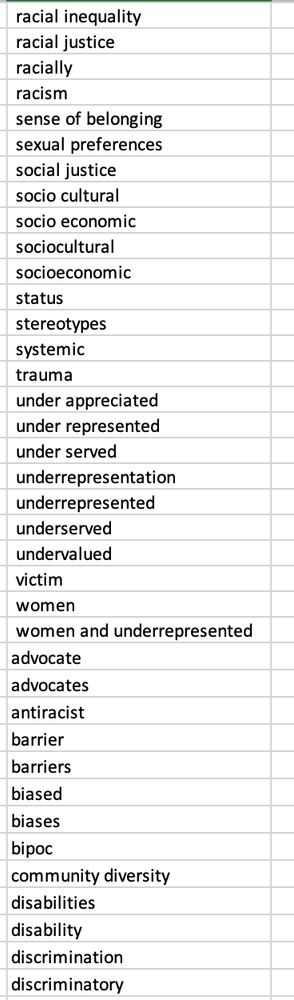 racial inequality
racial justice
racially
racism
sense of belonging
sexual preferences
social justice
socio cultural
socio economic
sociocultural
socioeconomic
status
stereotypes
systemic
trauma
under appreciated
under represented
under served
underrepresentation
underrepresented
underserved
undervalued
victim
women
women and underrepresented
advocate
advocates
antiracist
barrier
barriers
biased
biases
bipoc
community diversity
disabilities
disability
discrimination
discriminatory